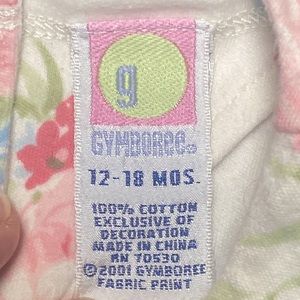 g
GYMBOREE®
12-18 MOS.
100% COTTON
EXCLUSIVE OF
DECORATION
MADE IN CHINA
RN 70530
© 2001 GYMBOREE
FABRIC PRINT